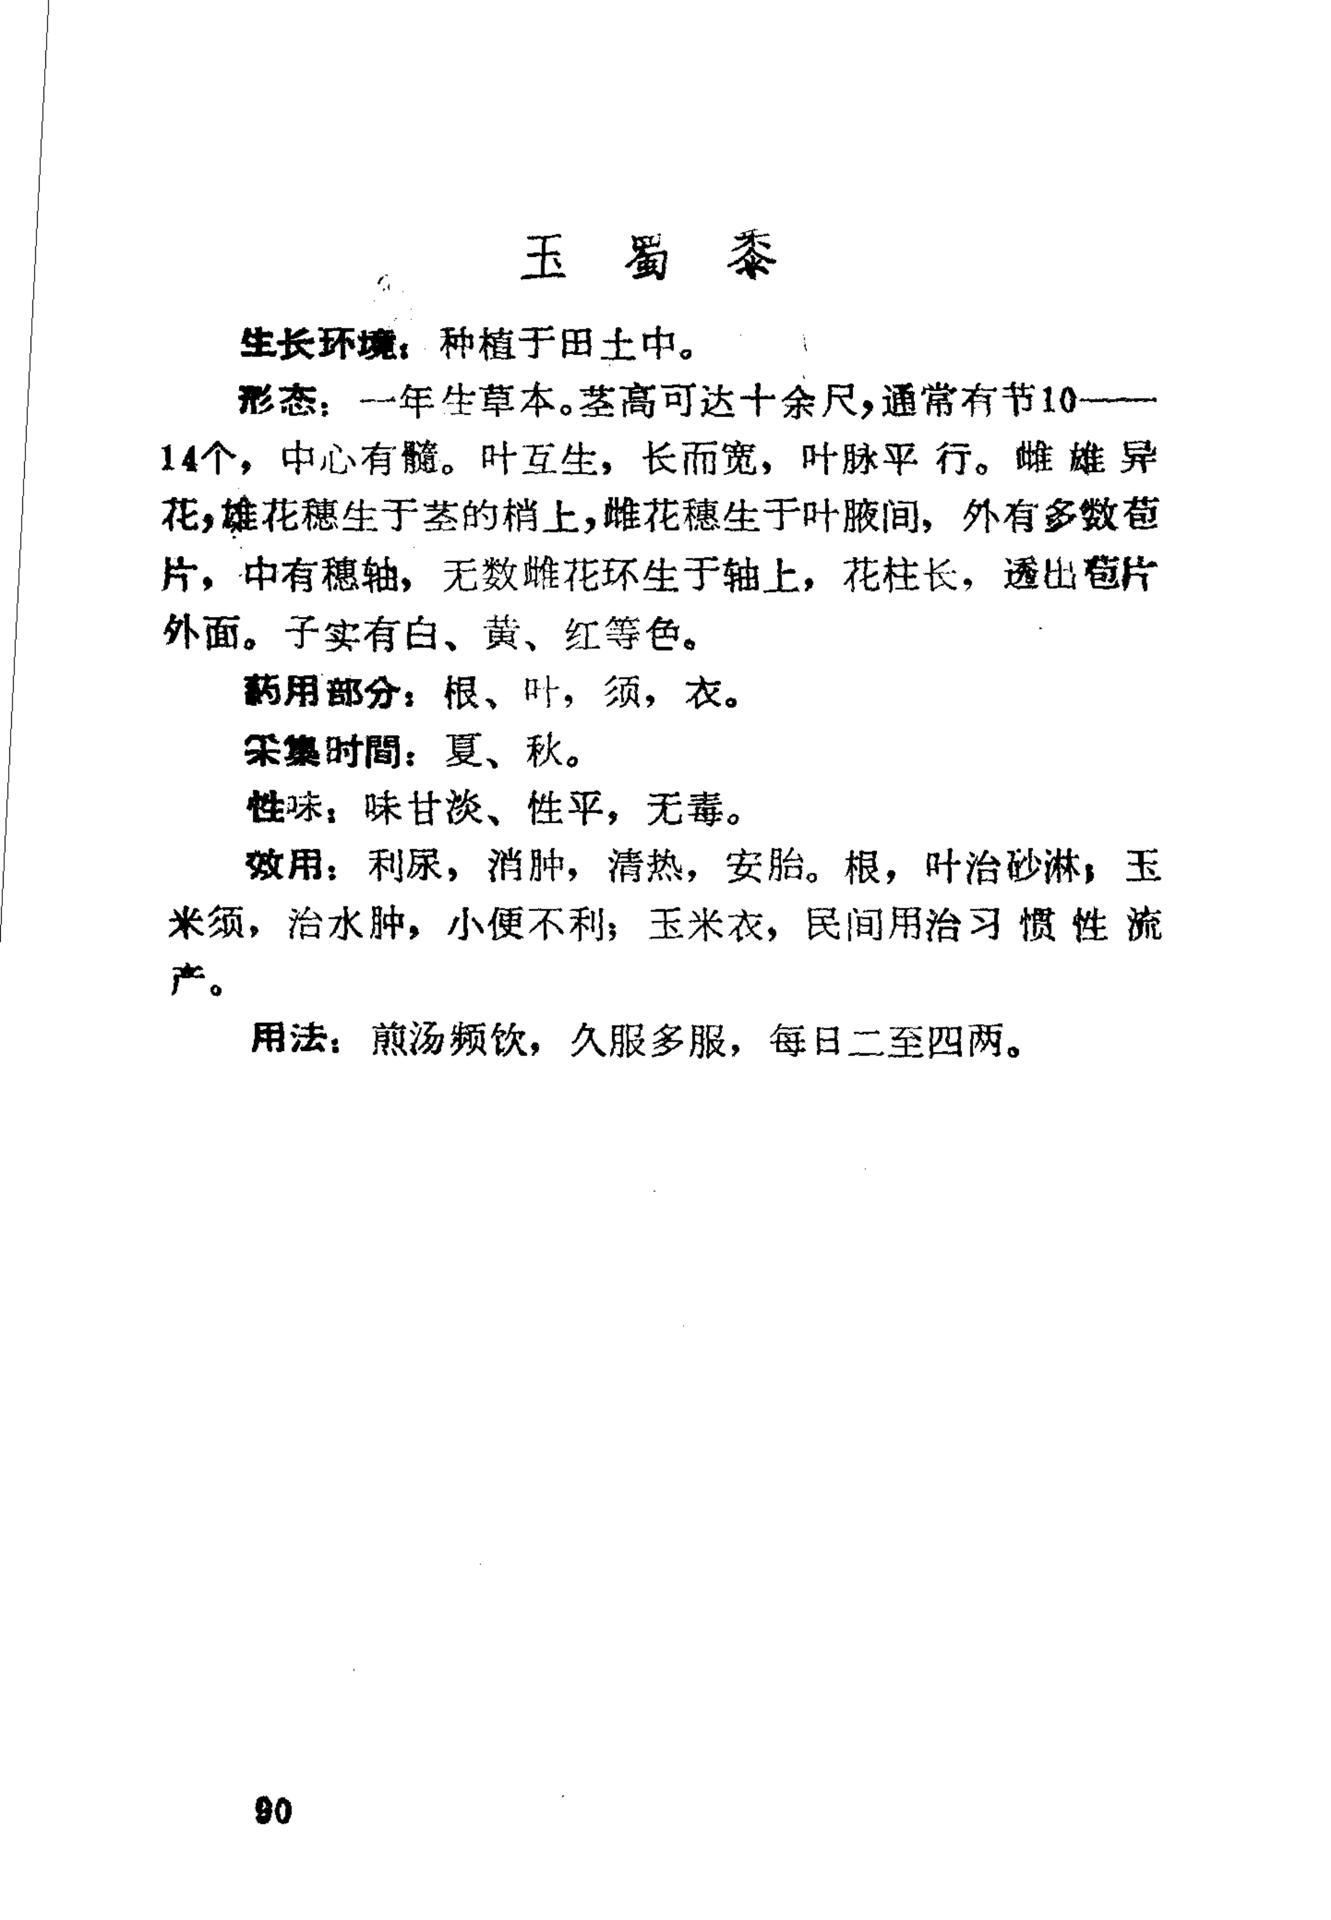 玉蜀黍
生长环境：种植于田土中。
形态：一年生草本。茎高可达十余尺，通常有节10——
14个，中心有髓。叶互生，长而宽，叶脉平行。雌雄异
花，雄花穗生于茎的梢上，雌花穗生于叶腋间，外有多数苞
片，中有穗轴，无数雌花环生于轴上，花柱长，透出苞片
外面。子实有白、黄、红等色。
药用部分：根、叶，须，衣。
采集时間：夏、秋。
性味：味甘淡、性平，无毒。
效用：利尿，消肿，清热，安胎。根，叶治砂淋；玉
米须，治水肿，小便不利；玉米衣，民间用治习惯性流
产。
用法：煎汤频饮，久服多服，每日二至四两。
90